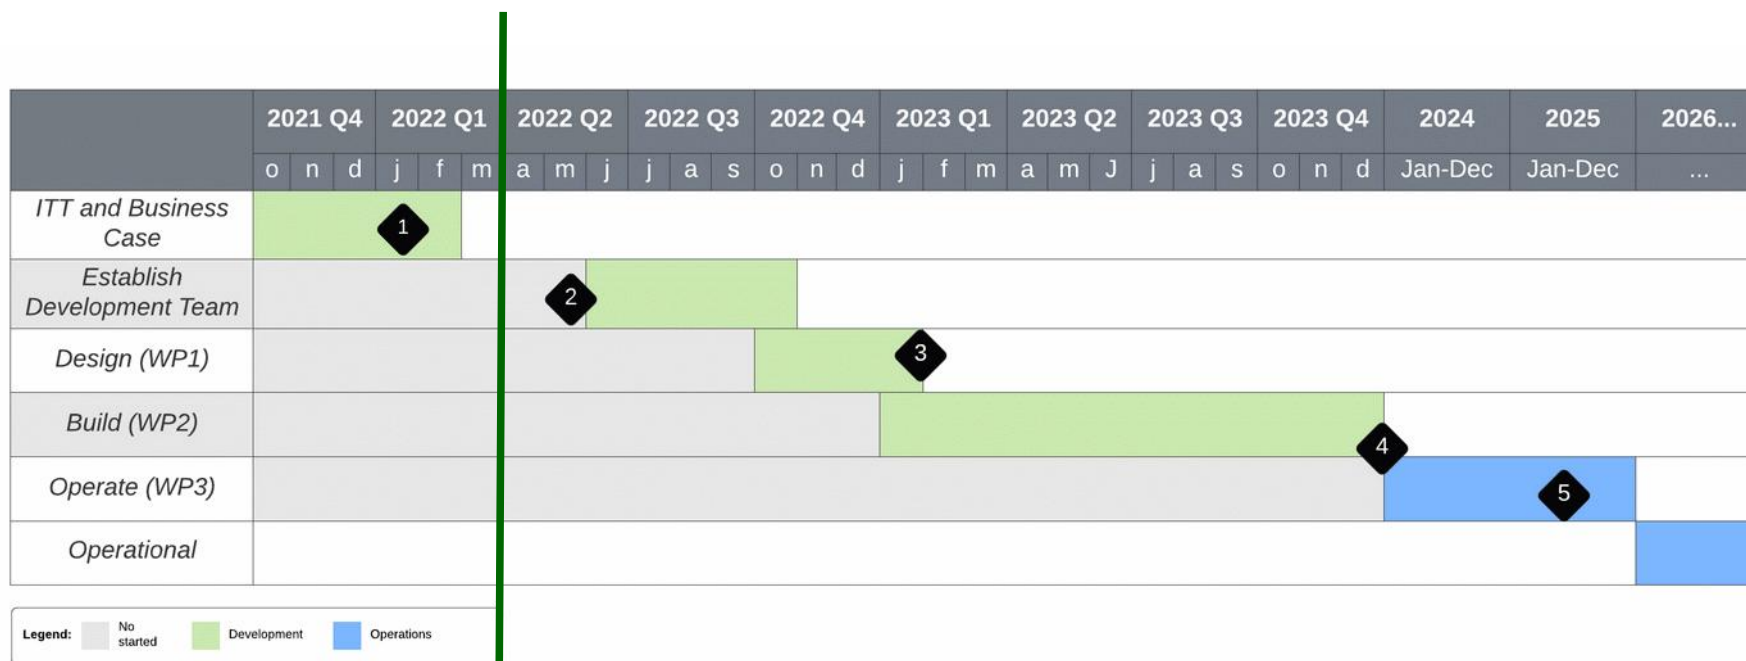 2021 Q4 2022 Q1 2022 Q2 2022 Q3 2022 Q4 2023 Q1 2023 Q2 2023 Q3 2023 Q4 2024 2025 2026...
o n d j f m a m j j a s o n d j f m a m J j a s o n d Jan-Dec Jan-Dec ...
ITT and Business
Case
1
Establish
Development Team
2
Design (WP1)
3
Build (WP2)
4
Operate (WP3)
5
Operational
Legend:
No
started
Development
Operations